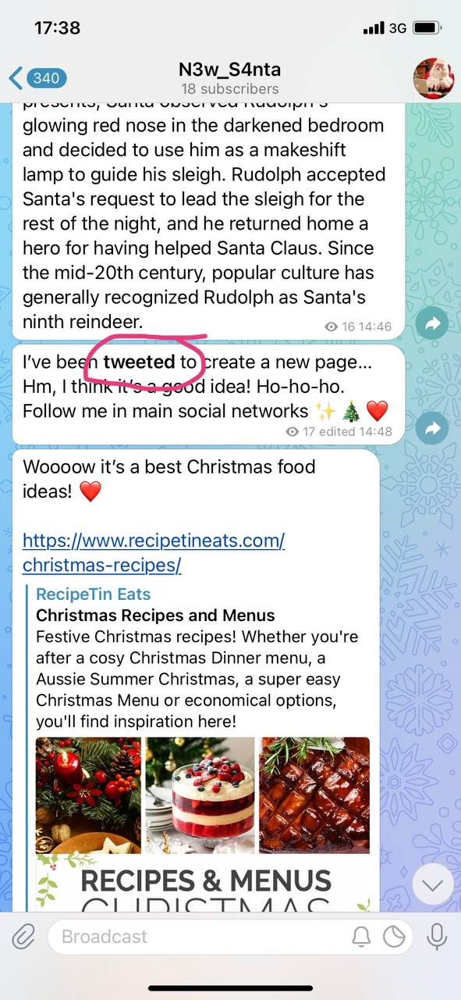 17:38
3G
340
N3w_S4nta
18 subscribers
presents, Santa observed Rudolph's
glowing red nose in the darkened bedroom
and decided to use him as a makeshift
lamp to guide his sleigh. Rudolph accepted
Santa's request to lead the sleigh for the
rest of the night, and he returned home a
hero for having helped Santa Claus. Since
the mid-20th century, popular culture has
generally recognized Rudolph as Santa's
ninth reindeer.
16 14:46
I've been tweeted to create a new page...
Hm, I think it's a good idea! Ho-ho-ho.
Follow me in main social networks ✨🎄❤️
17 edited 14:48
Woooow it's a best Christmas food
ideas! ❤️
https://www.recipetineats.com/
christmas-recipes/
RecipeTin Eats
Christmas Recipes and Menus
Festive Christmas recipes! Whether you're
after a cosy Christmas Dinner menu, a
Aussie Summer Christmas, a super easy
Christmas Menu or economical options,
you'll find inspiration here!
RECIPES & MENUS
CHRISTMAS
Broadcast